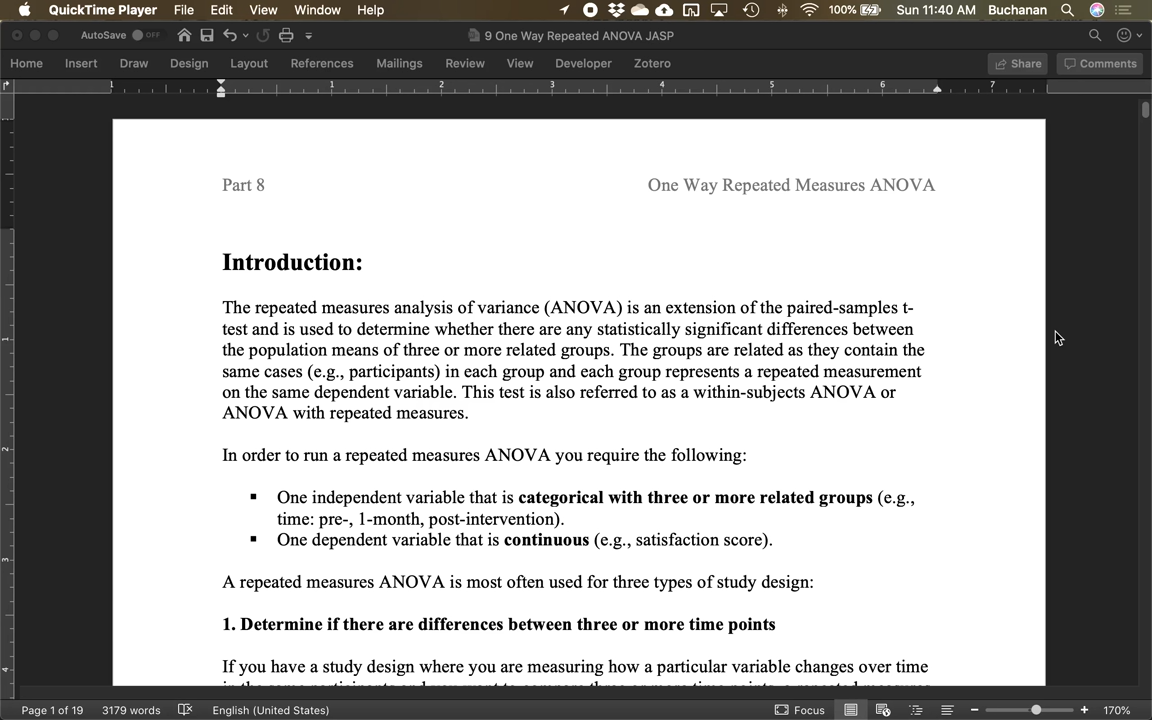 QuickTime Player File Edit View Window Help 100% Sun 11:40 AM Buchanan
AutoSave OFF 9 One Way Repeated ANOVA JASP
Home Insert Draw Design Layout References Mailings Review View Developer Zotero Share Comments
1 1 2 3 4 5 6 7
Part 8 One Way Repeated Measures ANOVA
Introduction:
The repeated measures analysis of variance (ANOVA) is an extension of the paired-samples t-
test and is used to determine whether there are any statistically significant differences between
the population means of three or more related groups. The groups are related as they contain the
same cases (e.g., participants) in each group and each group represents a repeated measurement
on the same dependent variable. This test is also referred to as a within-subjects ANOVA or
ANOVA with repeated measures.
In order to run a repeated measures ANOVA you require the following:
▪ One independent variable that is categorical with three or more related groups (e.g.,
time: pre-, 1-month, post-intervention).
▪ One dependent variable that is continuous (e.g., satisfaction score).
A repeated measures ANOVA is most often used for three types of study design:
1. Determine if there are differences between three or more time points
If you have a study design where you are measuring how a particular variable changes over time
Page 1 of 19 3179 words English (United States) Focus 170%